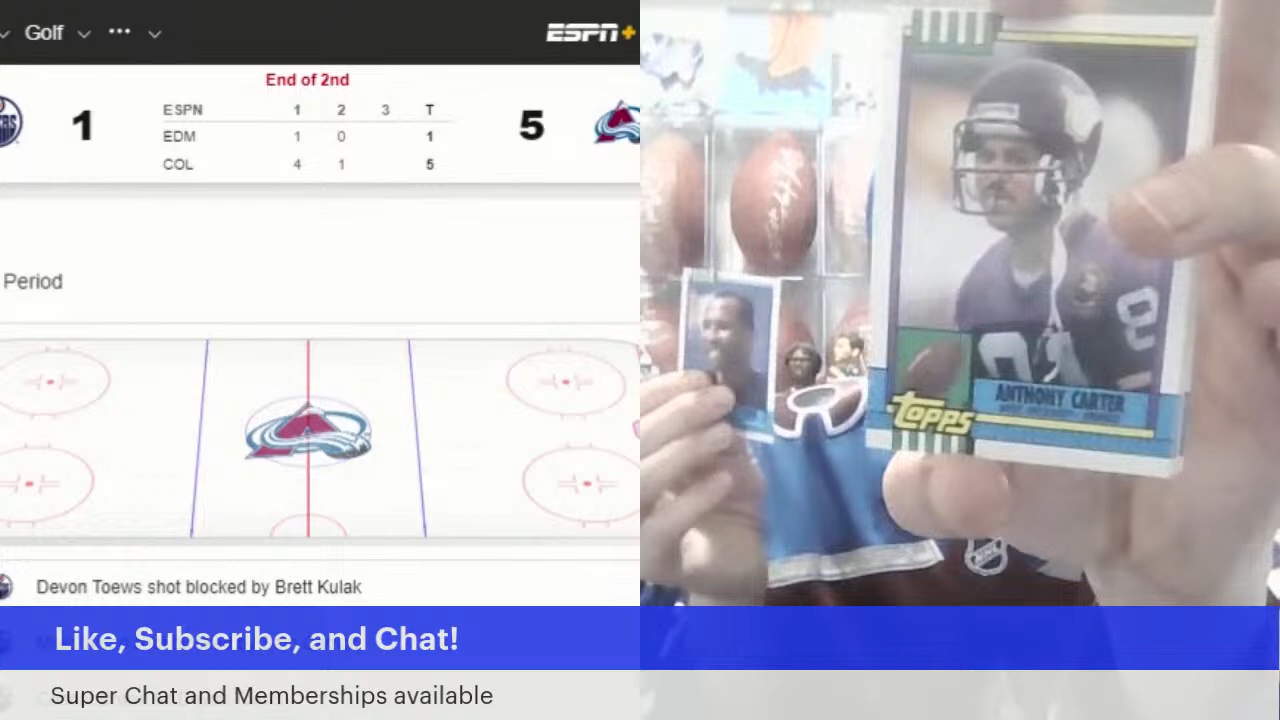 Golf
ESPN+
End of 2nd
1
ESPN 1 2 3 T
EDM 1 0 1
COL 4 1 5
5
Period
Devon Toews shot blocked by Brett Kulak
Like, Subscribe, and Chat!
Super Chat and Memberships available
ANTHONY CARTER
TOPPS
8
NHL